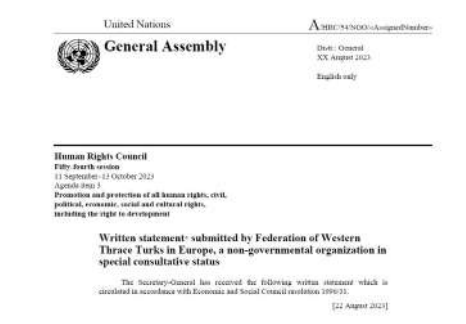 United Nations
A/HRC/54/NGO/<AssignedNumber>
General Assembly
Distr.: General
XX August 2023
English only
Human Rights Council
Fifty-fourth session
11 September–13 October 2023
Agenda item 3
Promotion and protection of all human rights, civil,
political, economic, social and cultural rights,
including the right to development
Written statement* submitted by Federation of Western
Thrace Turks in Europe, a non-governmental organization in
special consultative status
The Secretary-General has received the following written statement which is
circulated in accordance with Economic and Social Council resolution 1996/31.
[22 August 2023]